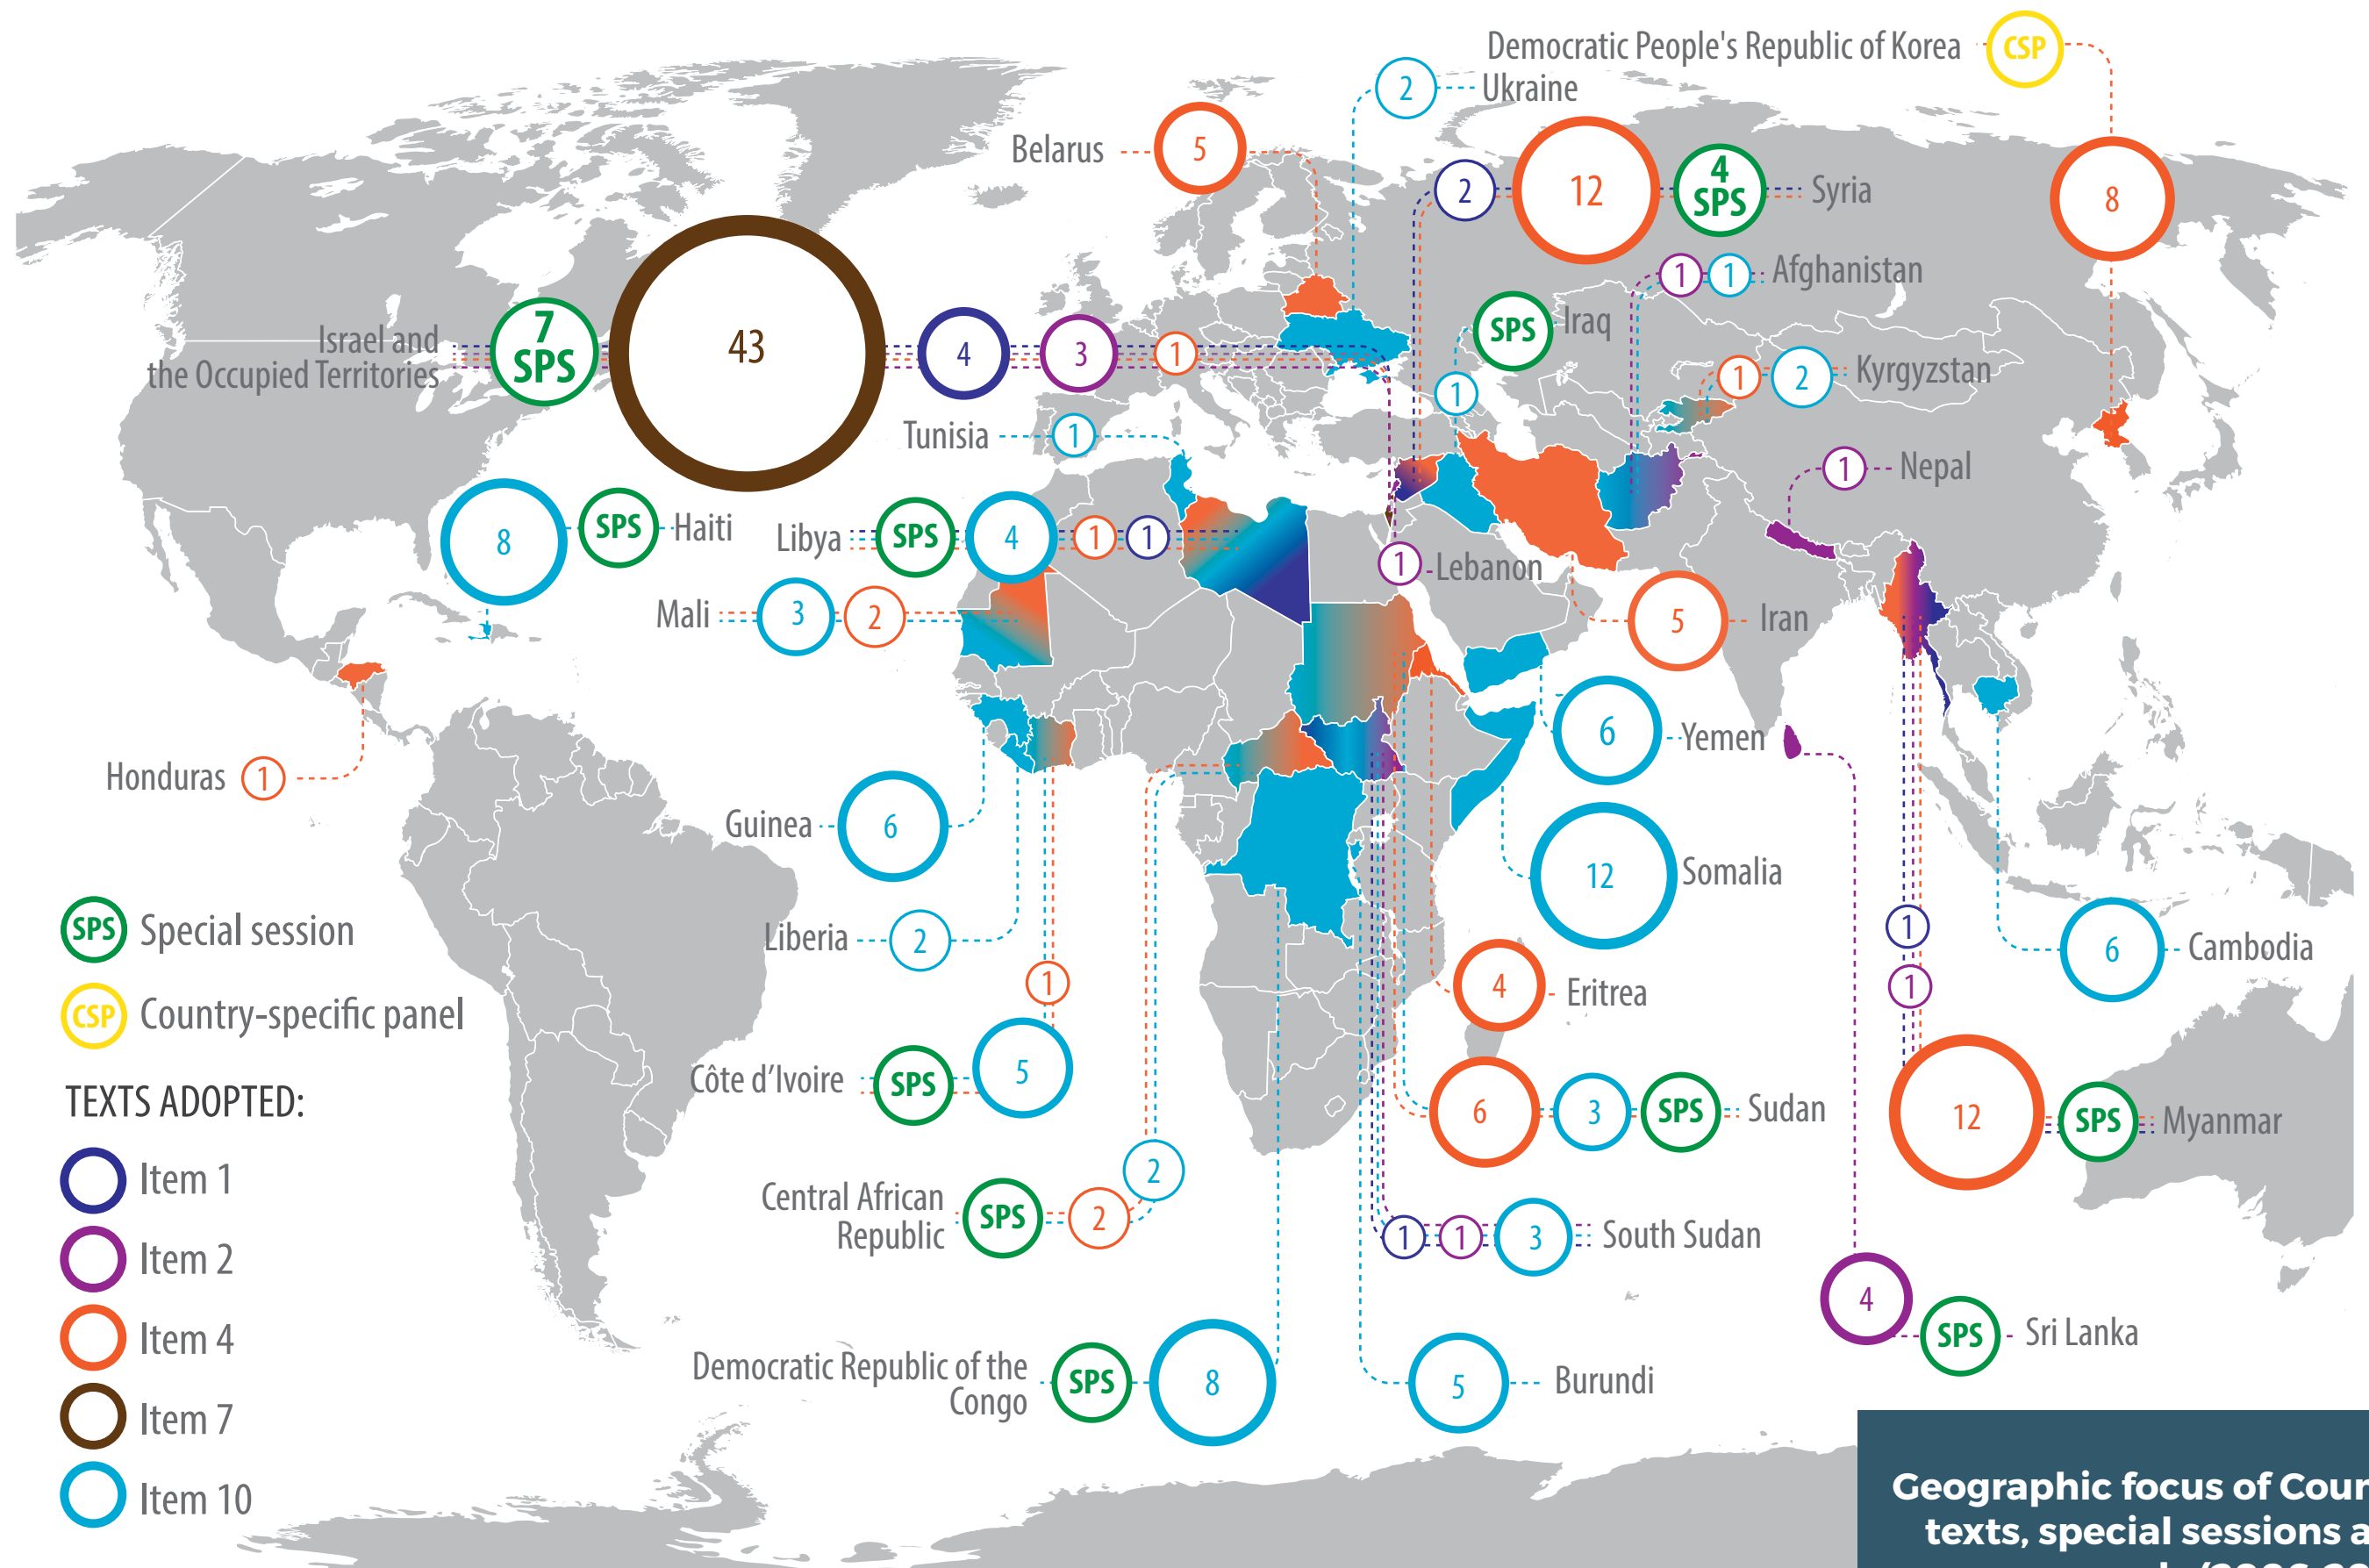 Democratic People's Republic of Korea CSP
2 Ukraine
Belarus 5
2 12 4 SPS Syria
8
1 1 Afghanistan
SPS Iraq
1
Israel and
the Occupied Territories
7 SPS 43 4 3 1
1 2 Kyrgyzstan
Tunisia 1
1 Nepal
8 SPS Haiti
Libya SPS 4 1 1
1 Lebanon
Mali 3 2
5 Iran
6 Yemen
Honduras 1
Guinea 6
12 Somalia
Liberia 2
1
4 Eritrea
1
1
6 Cambodia
SPS Special session
CSP Country-specific panel
Côte d'Ivoire SPS 5
6 3 SPS Sudan
12 SPS Myanmar
TEXTS ADOPTED:
Item 1
Item 2
Item 4
Item 7
Item 10
2
Central African
Republic
SPS 2
1 1 3 South Sudan
4 SPS Sri Lanka
Democratic Republic of the
Congo
SPS 8
5 Burundi
Geographic focus of
texts, special sessions